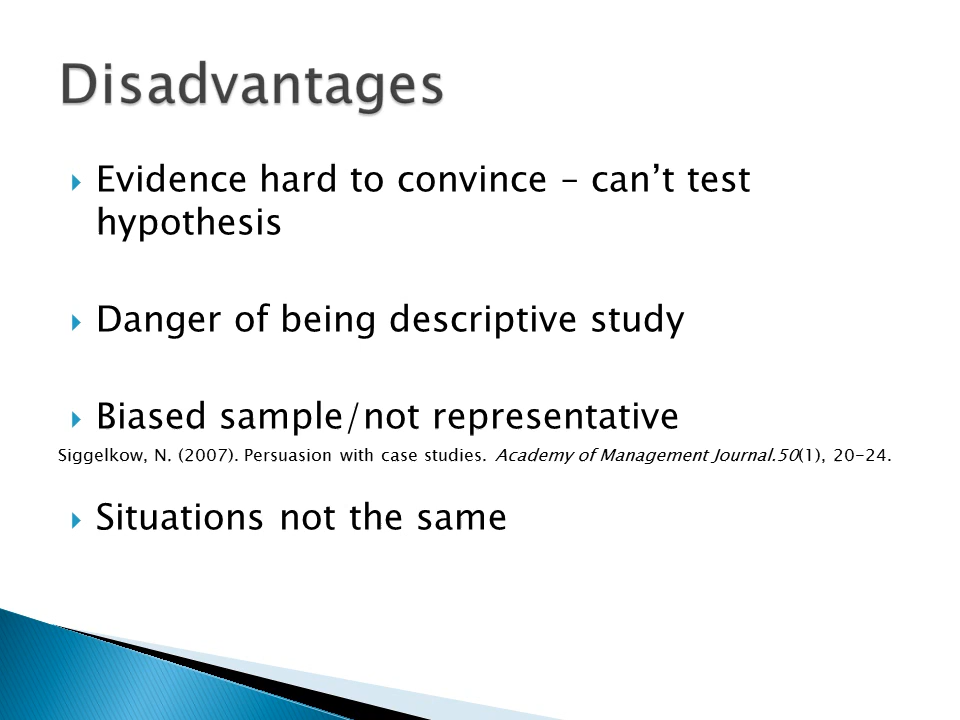 Disadvantages
Evidence hard to convince – can’t test
hypothesis
Danger of being descriptive study
Biased sample/not representative
Siggelkow, N. (2007). Persuasion with case studies. Academy of Management Journal.50(1), 20-24.
Situations not the same